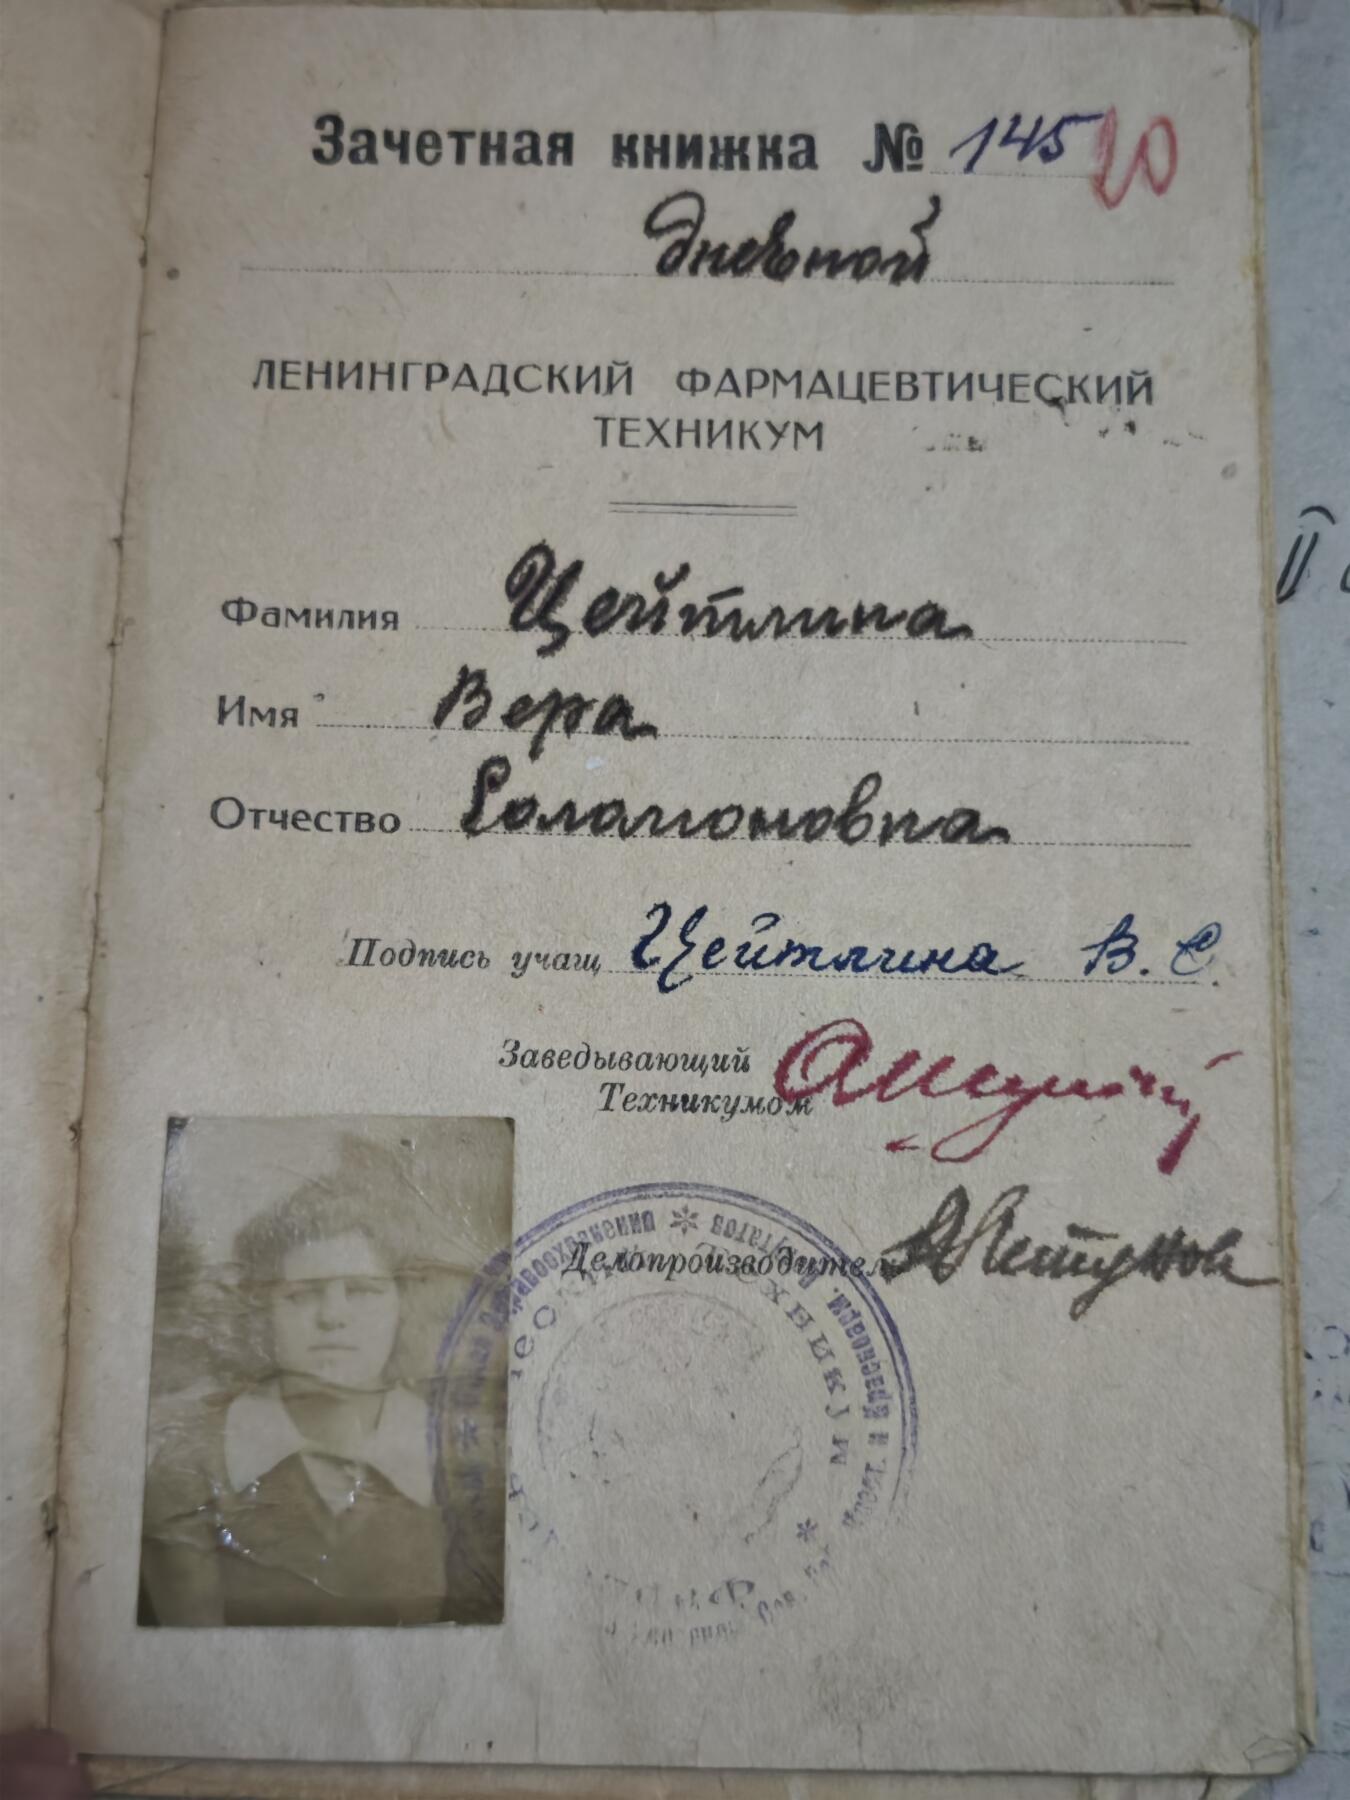 Зачетная книжка № 145 20
дневной
ЛЕНИНГРАДСКИЙ ФАРМАЦЕВТИЧЕСКИЙ
ТЕХНИКУМ
Фамилия Цейтлина
Имя Вера
Отчество Соломоновна
Подпись учащ Цейтлина В. С.
Заведывающий
Техникумом
Делопроизводитель